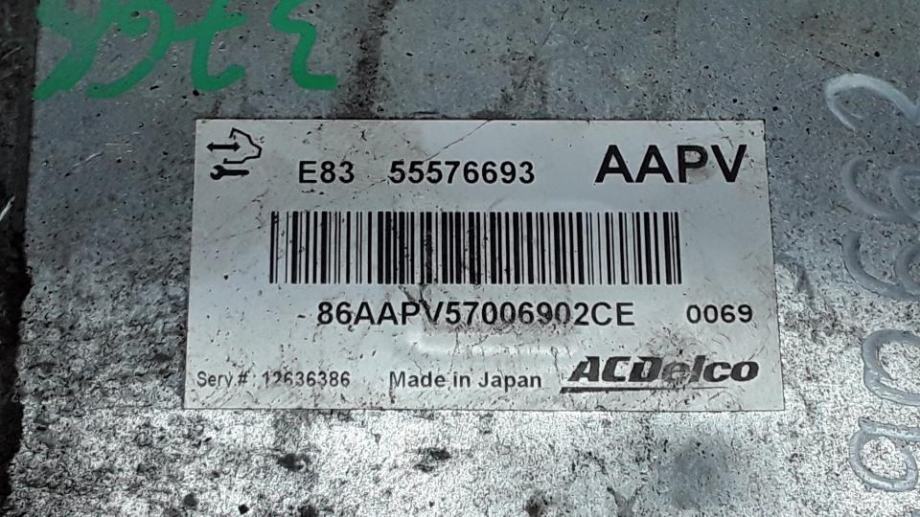 E83 55576693 AAPV
86AAPV57006902CE 0069
Serv.#. 12636386 Made in Japan ACDelco